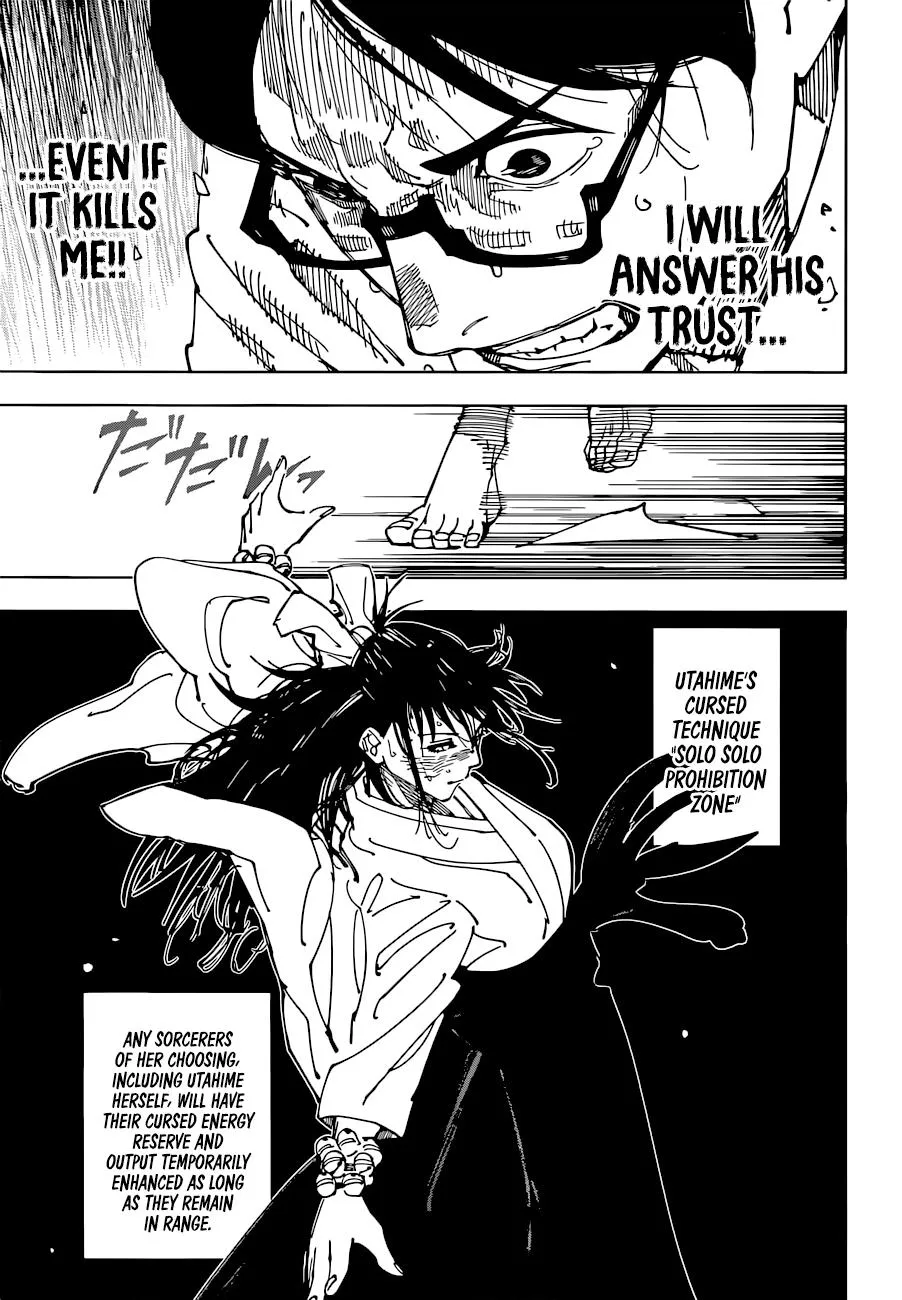 I WILL
ANSWER HIS
TRUST...
...EVEN IF
IT KILLS
ME!!
だだんっ
UTAHIME'S
CURSED
TECHNIQUE
"SOLO SOLO
PROHIBITION
ZONE"
ANY SORCERERS
OF HER CHOOSING,
INCLUDING UTAHIME
HERSELF, WILL HAVE
THEIR CURSED ENERGY
RESERVE AND
OUTPUT TEMPORARILY
ENHANCED AS LONG
AS THEY REMAIN
IN RANGE.